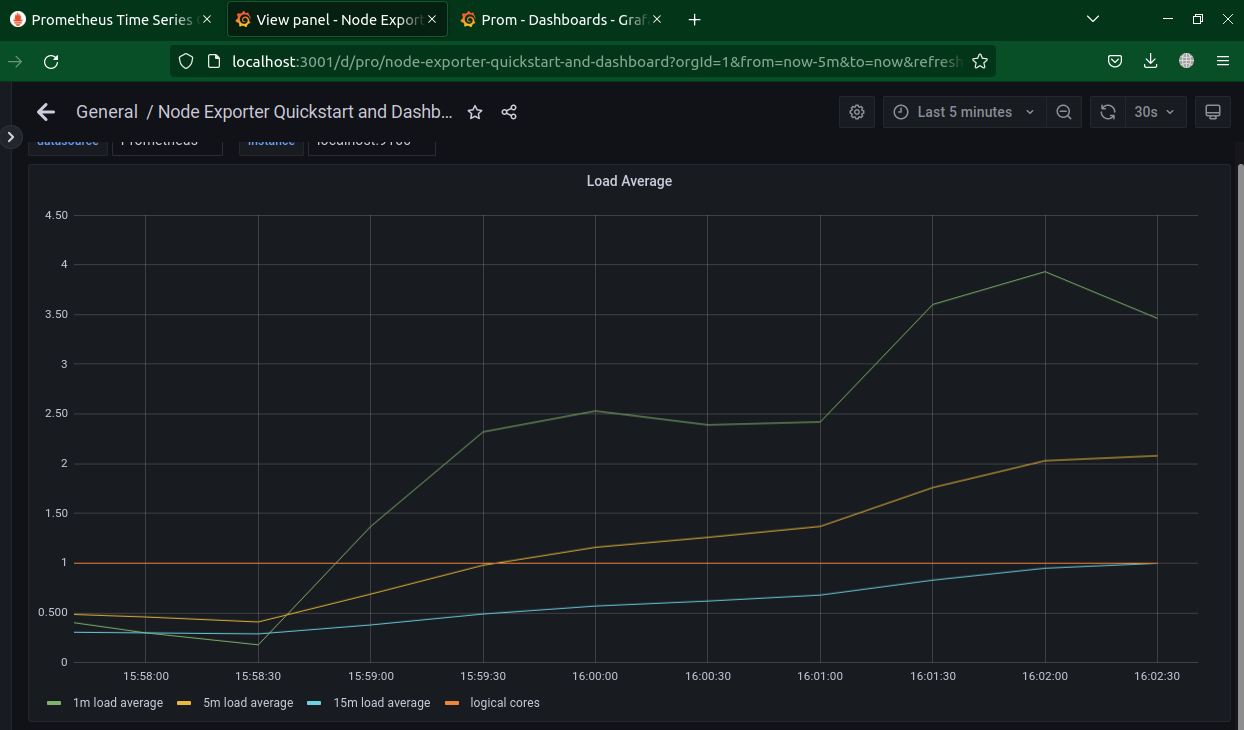 Prometheus Time Series
View panel - Node Export
Prom - Dashboards - Graf
localhost:3001/d/pro/node-exporter-quickstart-and-dashboard?orgId=1&from=now-5m&to=now&refresh
General / Node Exporter Quickstart and Dashb...
Last 5 minutes
30s
datasource Prometheus instance localhost:9100
Load Average
4.50
4
3.50
3
2.50
2
1.50
1
0.500
0
15:58:00 15:58:30 15:59:00 15:59:30 16:00:00 16:00:30 16:01:00 16:01:30 16:02:00 16:02:30
1m load average 5m load average 15m load average logical cores